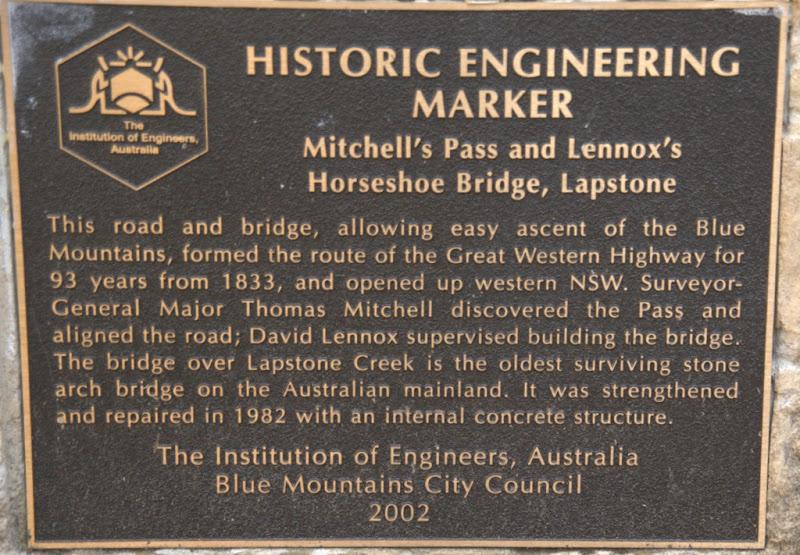 The
Institution of Engineers,
Australia
HISTORIC ENGINEERING
MARKER
Mitchell's Pass and Lennox's
Horseshoe Bridge, Lapstone
This road and bridge, allowing easy ascent of the Blue
Mountains, formed the route of the Great Western Highway for
93 years from 1833, and opened up western NSW. Surveyor-
General Major Thomas Mitchell discovered the Pass and
aligned the road; David Lennox supervised building the bridge.
The bridge over Lapstone Creek is the oldest surviving stone
arch bridge on the Australian mainland. It was strengthened
and repaired in 1982 with an internal concrete structure.
The Institution of Engineers, Australia
Blue Mountains City Council
2002